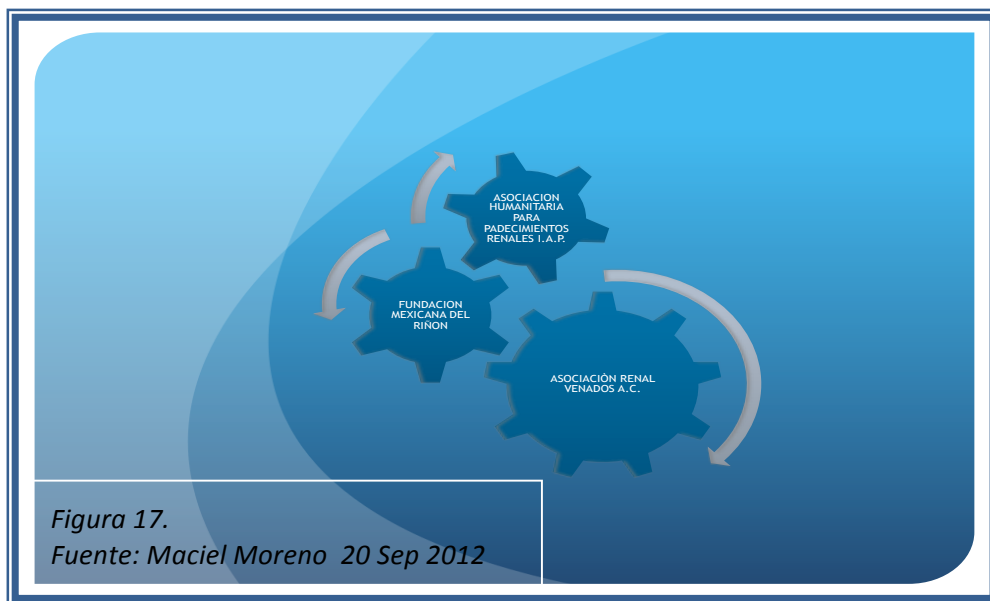 ASOCIACION
HUMANITARIA
PARA
PADECIMIENTOS
RENALES I.A.P.
FUNDACION
MEXICANA DEL
RIÑON
ASOCIACIÒN RENAL
VENADOS A.C.
Figura 17.
Fuente: Maciel Moreno  20 Sep 2012